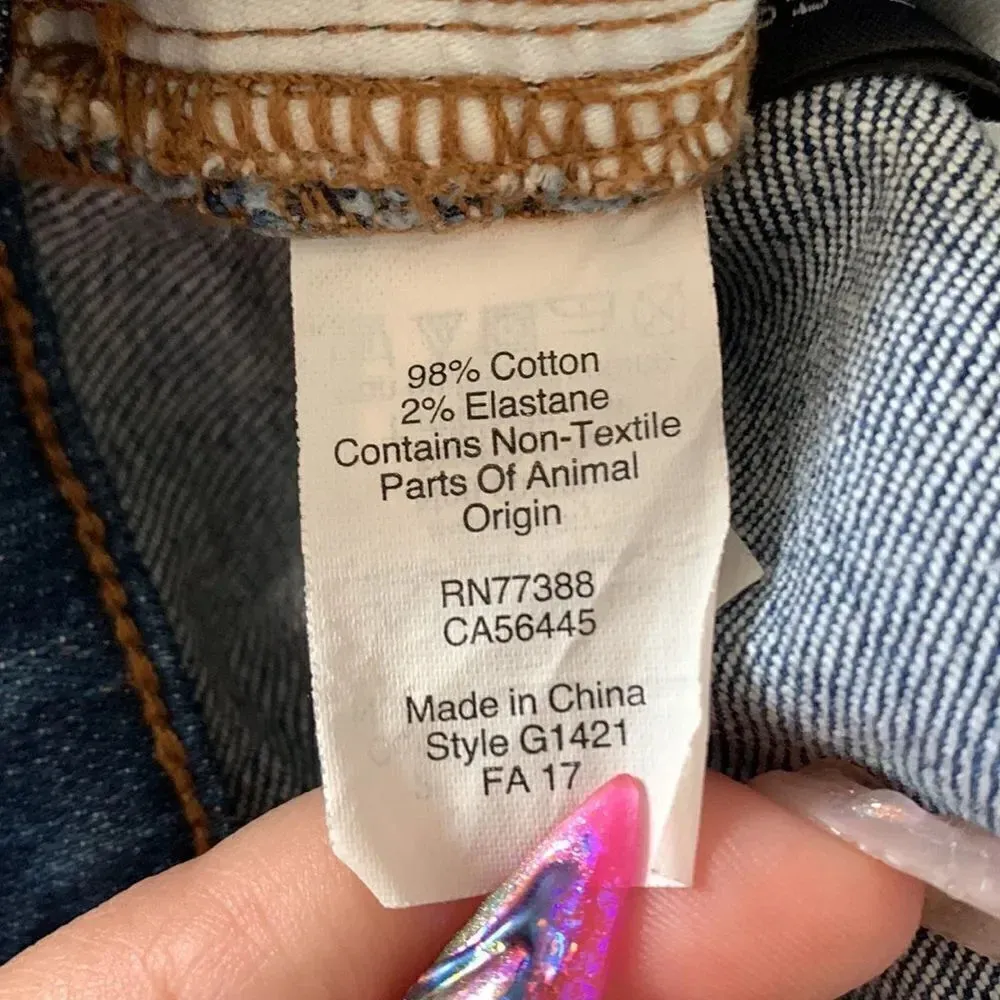 98% Cotton
2% Elastane
Contains Non-Textile
Parts Of Animal
Origin
RN77388
CA56445
Made in China
Style G1421
FA 17